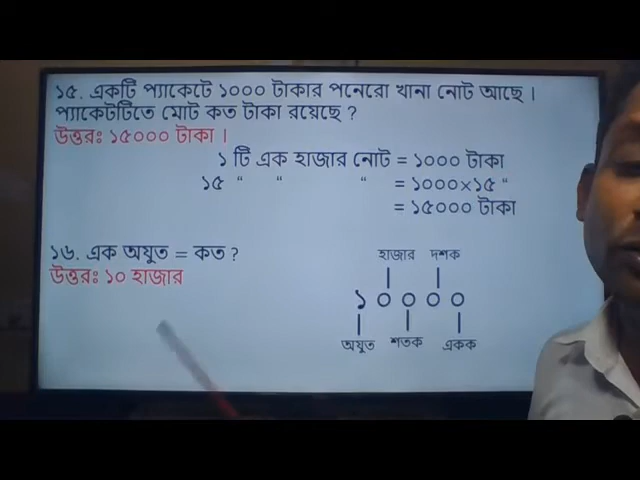 ১৫. একটি প্যাকেটে ১০০০ টাকার পনেরো খানা নোট আছে ।
প্যাকেটটিতে মোট কত টাকা রয়েছে ?
উত্তরঃ ১৫০০০ টাকা ।
১ টি এক হাজার নোট = ১০০০ টাকা
১৫ " " " = ১০০০×১৫ "
= ১৫০০০ টাকা
১৬. এক অযুত = কত ?
উত্তরঃ ১০ হাজার
হাজার দশক
১ ০ ০ ০ ০
অযুত শতক একক